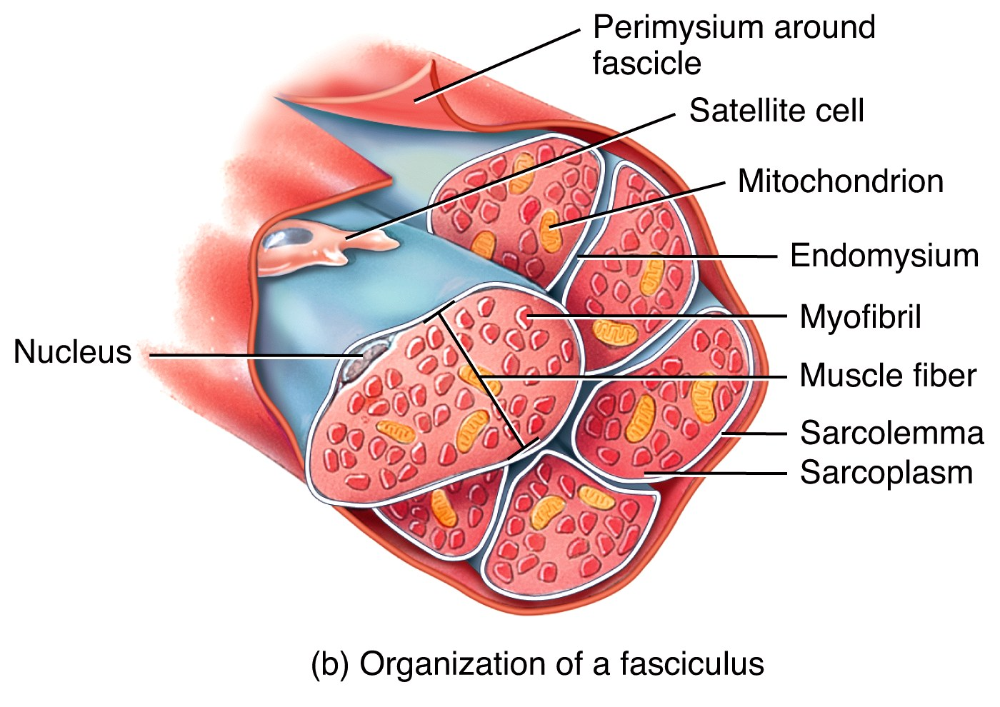 Perimysium around
fascicle
Satellite cell
Mitochondrion
Endomysium
Myofibril
Nucleus
Muscle fiber
Sarcolemma
Sarcoplasm
(b) Organization of a fasciculus